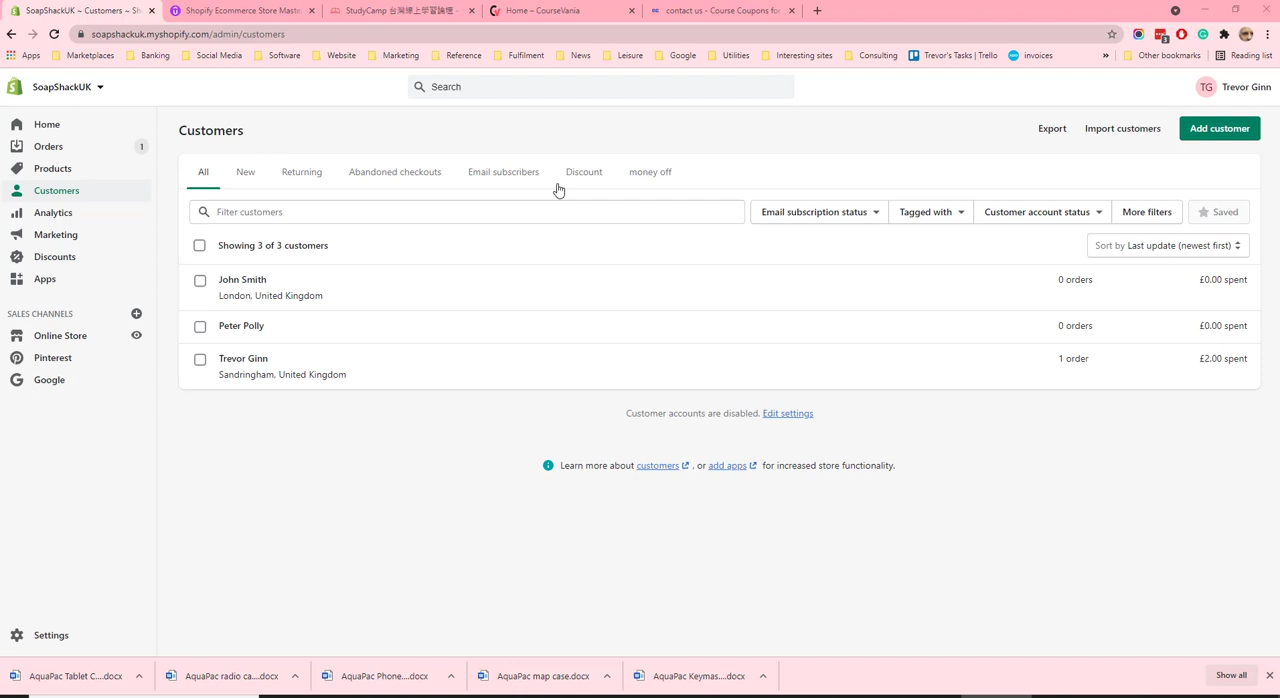 SoapShackUK ~ Customers ~ Sh
Shopify Ecommerce Store Maste
StudyCamp 台灣線上學習論壇 -
Home – CourseVania
contact us - Course Coupons for
soapshackuk.myshopify.com/admin/customers
3
Apps
Marketplaces
Banking
Social Media
Software
Website
Marketing
Reference
Fulfilment
News
Leisure
Google
Utilities
Interesting sites
Consulting
Trevor's Tasks | Trello
invoices
»
Other bookmarks
Reading list
SoapShackUK
Search
TG
Trevor Ginn
Home
Orders
1
Products
Customers
Analytics
Marketing
Discounts
Apps
SALES CHANNELS
Online Store
Pinterest
Google
Settings
Customers
Export
Import customers
Add customer
All
New
Returning
Abandoned checkouts
Email subscribers
Discount
money off
Filter customers
Email subscription status
Tagged with
Customer account status
More filters
Saved
Showing 3 of 3 customers
Sort by Last update (newest first)
John Smith
London, United Kingdom
0 orders
£0.00 spent
Peter Polly
0 orders
£0.00 spent
Trevor Ginn
Sandringham, United Kingdom
1 order
£2.00 spent
Customer accounts are disabled. Edit settings
Learn more about customers , or add apps for increased store functionality.
AquaPac Tablet C....docx
AquaPac radio ca....docx
AquaPac Phone....docx
AquaPac map case.docx
AquaPac Keymas....docx
Show all